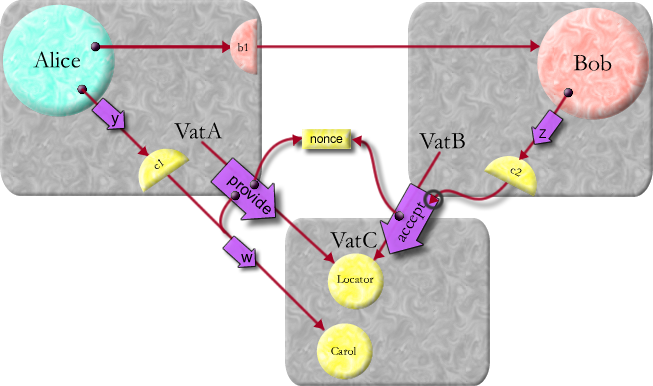 Alice
b1
Bob
y
VatA
nonce
VatB
z
c1
c2
provide
accept
VatC
w
Locator
Carol